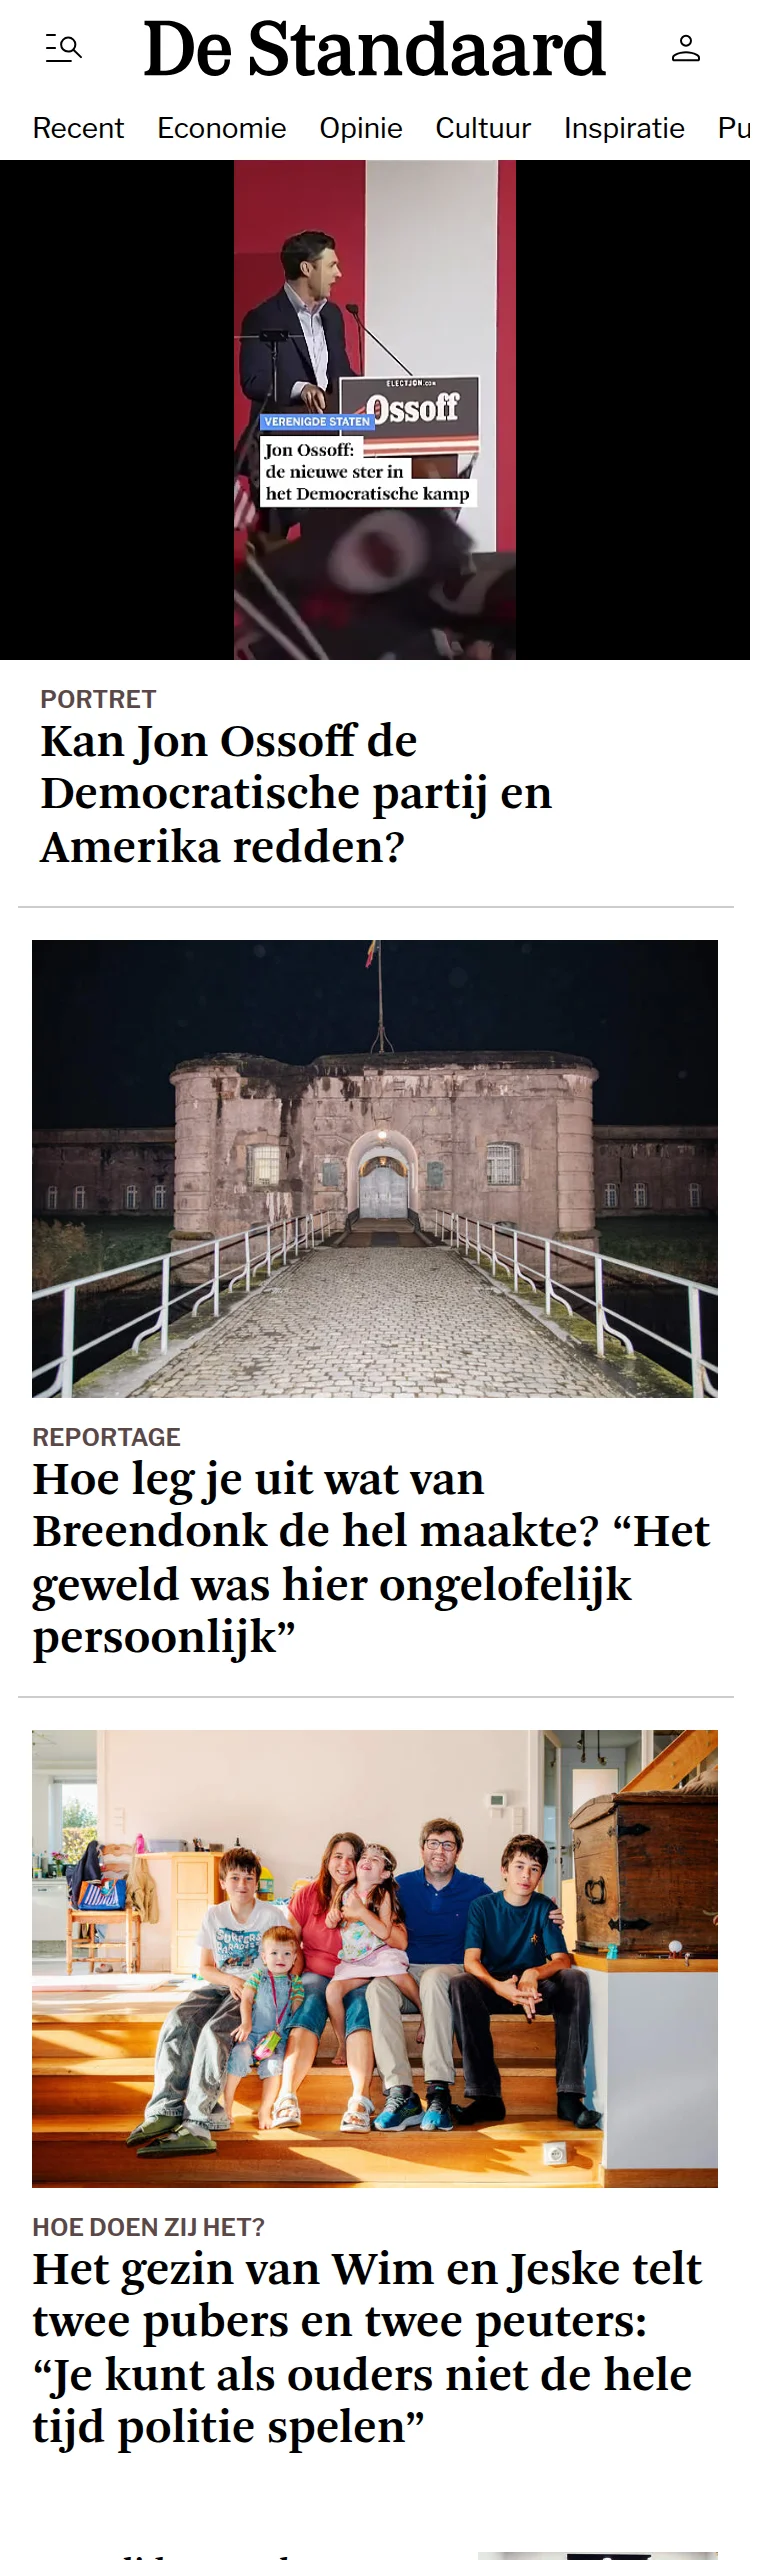 De Standaard
Recent Economie Opinie Cultuur Inspiratie Pu
ELECTJON.COM
Ossoff
VERENIGDE STATEN
Jon Ossoff:
de nieuwe ster in
het Democratische kamp
PORTRET
Kan Jon Ossoff de
Democratische partij en
Amerika redden?
REPORTAGE
Hoe leg je uit wat van
Breendonk de hel maakte? “Het
geweld was hier ongelofelijk
persoonlijk”
SURFERS
PARADISE
HOE DOEN ZIJ HET?
Het gezin van Wim en Jeske telt
twee pubers en twee peuters:
“Je kunt als ouders niet de hele
tijd politie spelen”